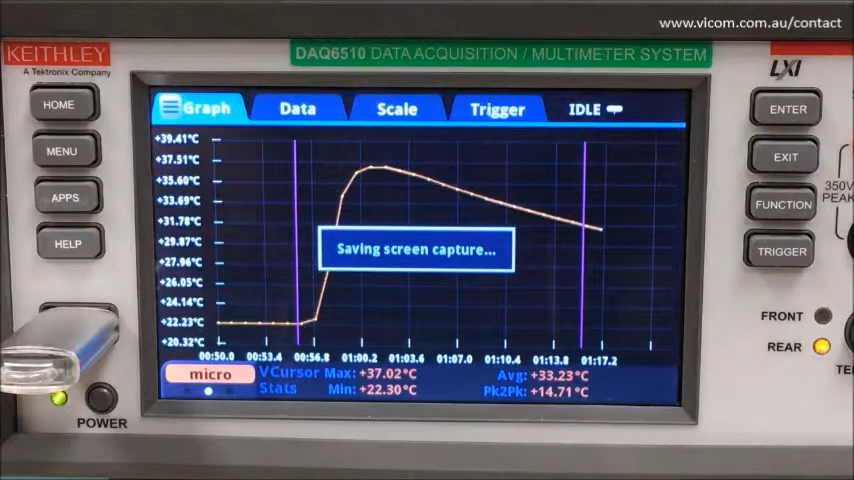 www.vicom.com.au/contact
KEITHLEY
A Tektronix Company
DAQ6510 DATA ACQUISITION / MULTIMETER SYSTEM
LXI
HOME
MENU
APPS
HELP
POWER
Graph Data Scale Trigger IDLE
+39.41°C
+37.51°C
+35.60°C
+33.69°C
+31.78°C
+29.87°C
+27.96°C
+26.05°C
+24.14°C
+22.23°C
+20.32°C
Saving screen capture...
00:50.0 00:53.4 00:56.8 01:00.2 01:03.6 01:07.0 01:10.4 01:13.8 01:17.2
micro VCursor Max: +37.02°C Avg: +33.23°C
Stats Min: +22.30°C Pk2Pk: +14.71°C
ENTER
EXIT
FUNCTION
TRIGGER
350V
PEAK
FRONT
REAR